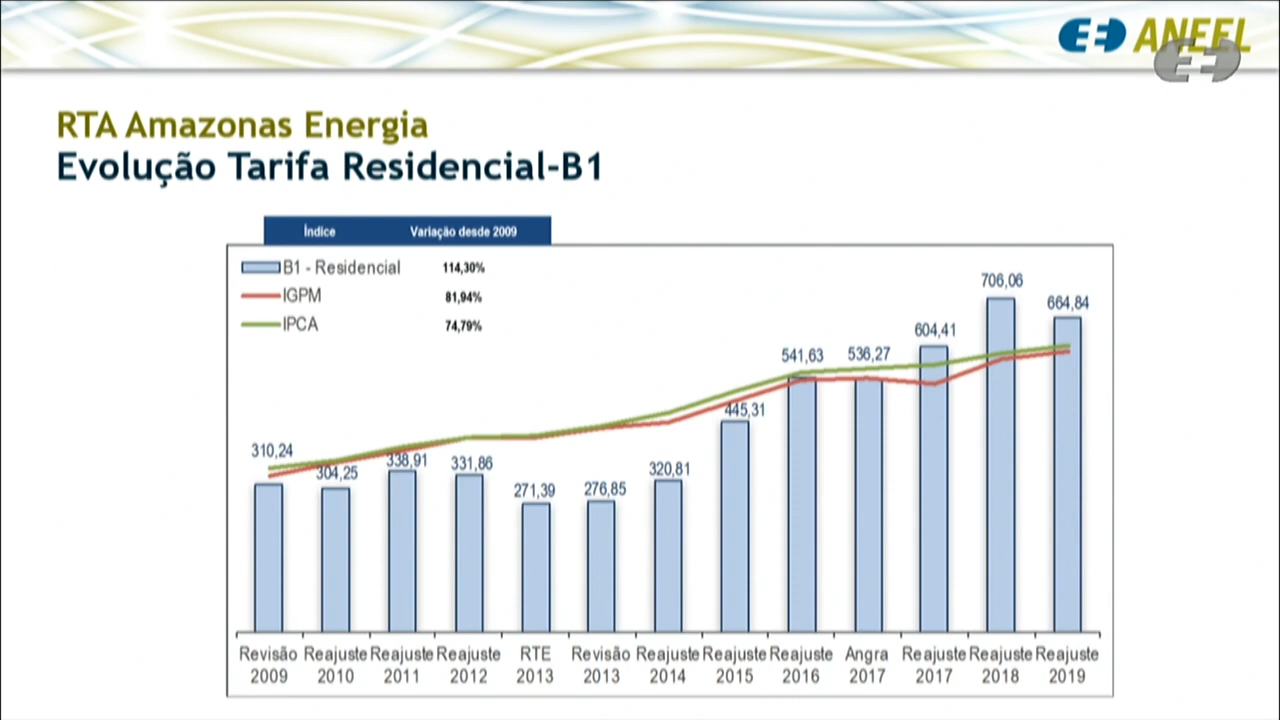 ANEEL
RTA Amazonas Energia
Evolução Tarifa Residencial-B1
Índice Variação desde 2009
B1 - Residencial 114,30%
IGPM 81,94%
IPCA 74,79%
310,24
304,25
338,91
331,86
271,39
276,85
320,81
445,31
541,63
536,27
604,41
706,06
664,84
Revisão 2009
Reajuste 2010
Reajuste 2011
Reajuste 2012
RTE 2013
Revisão 2013
Reajuste 2014
Reajuste 2015
Reajuste 2016
Angra 2017
Reajuste 2017
Reajuste 2018
Reajuste 2019